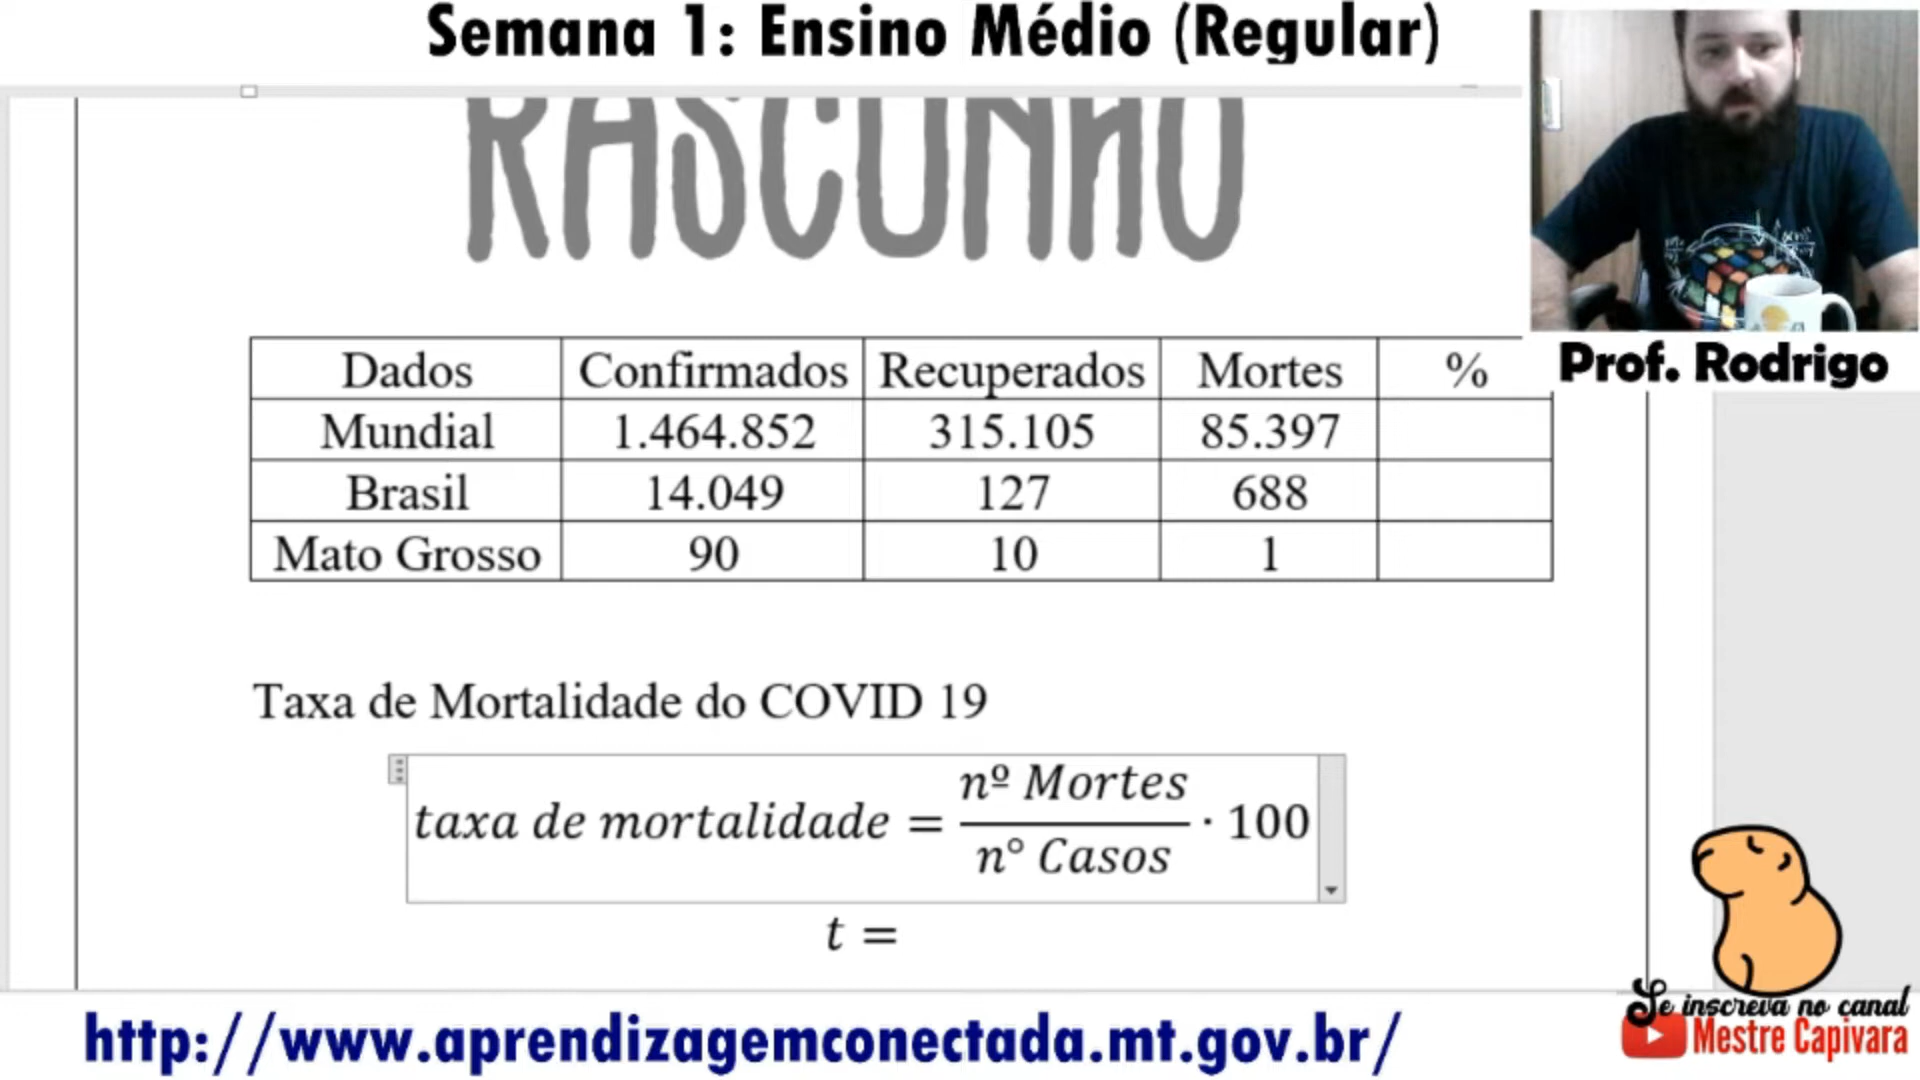 Semana 1: Ensino Médio (Regular)
RASCUNHO
Dados Confirmados Recuperados Mortes %
Mundial 1.464.852 315.105 85.397
Brasil 14.049 127 688
Mato Grosso 90 10 1
Prof. Rodrigo
Taxa de Mortalidade do COVID 19
taxa de mortalidade = nº Mortes / n° Casos · 100
t =
Se inscreva no canal
Mestre Capivara
http://www.aprendizagemconectada.mt.gov.br/